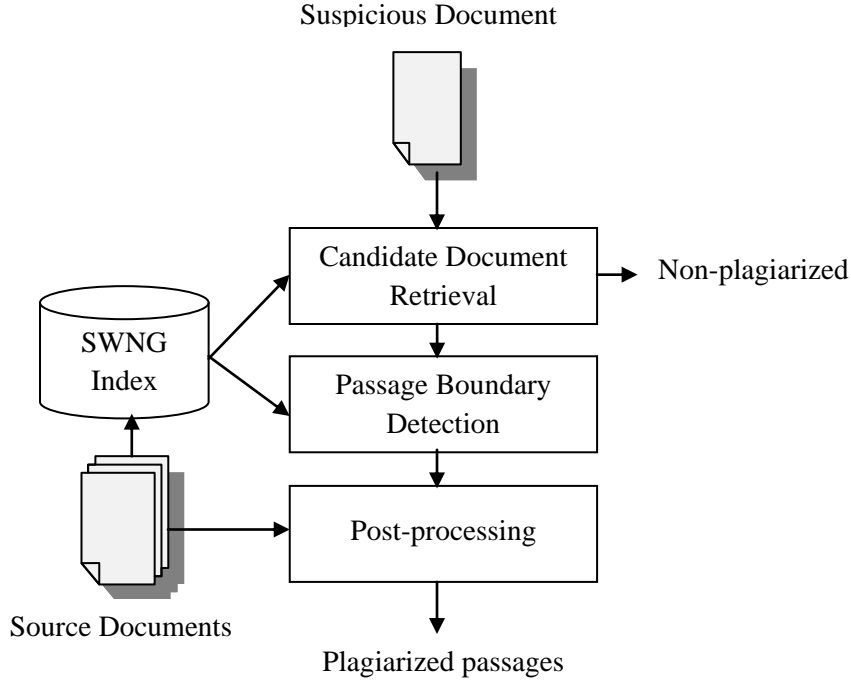 Suspicious Document
Candidate Document
Retrieval
Non-plagiarized
SWNG
Index
Passage Boundary
Detection
Post-processing
Source Documents
Plagiarized passages